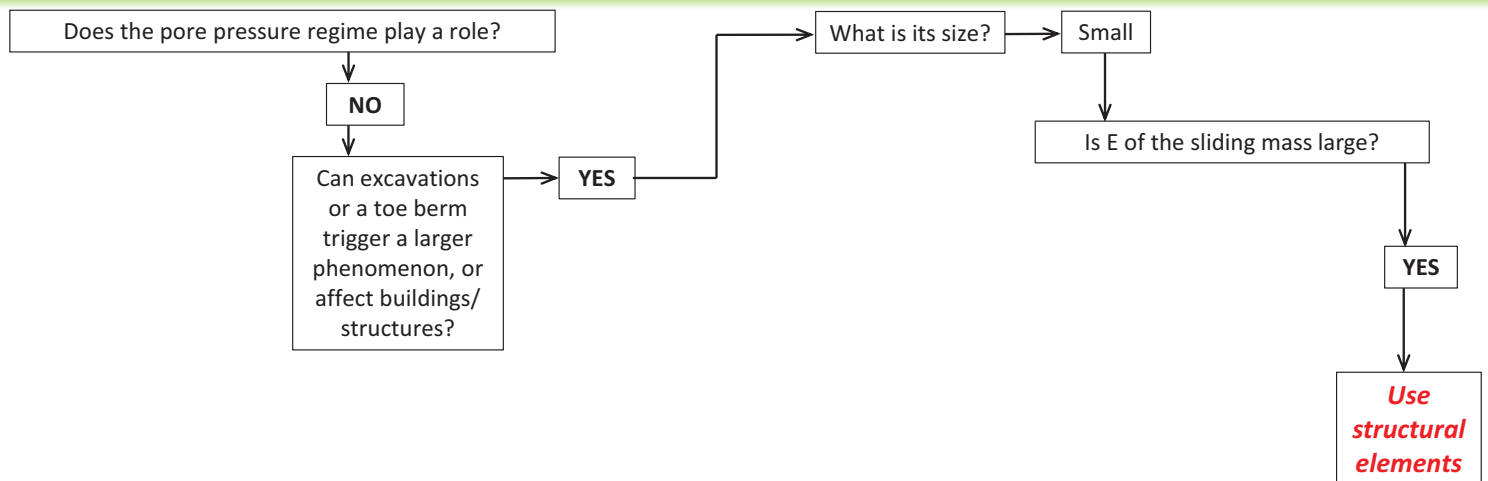 Does the pore pressure regime play a role?
NO
Can excavations
or a toe berm
trigger a larger
phenomenon, or
affect buildings/
structures?
YES
What is its size?
Small
Is E of the sliding mass large?
YES
Use
structural
elements